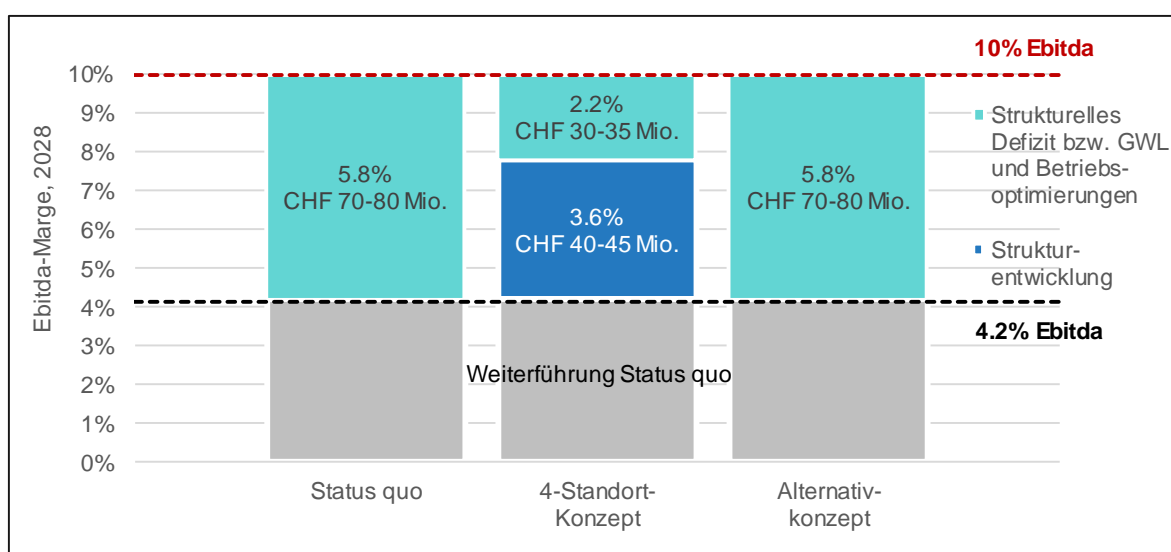 10% Ebitda
Ebitda-Marge, 2028
10%
9%
8%
7%
6%
5%
4%
3%
2%
1%
0%
5.8%
CHF 70-80 Mio.
2.2%
CHF 30-35 Mio.
3.6%
CHF 40-45 Mio.
5.8%
CHF 70-80 Mio.
Weiterführung Status quo
Strukturelles
Defizit bzw. GWL
und Betriebs-
optimierungen
Struktur-
entwicklung
4.2% Ebitda
Status quo
4-Standort-
Konzept
Alternativ-
konzept